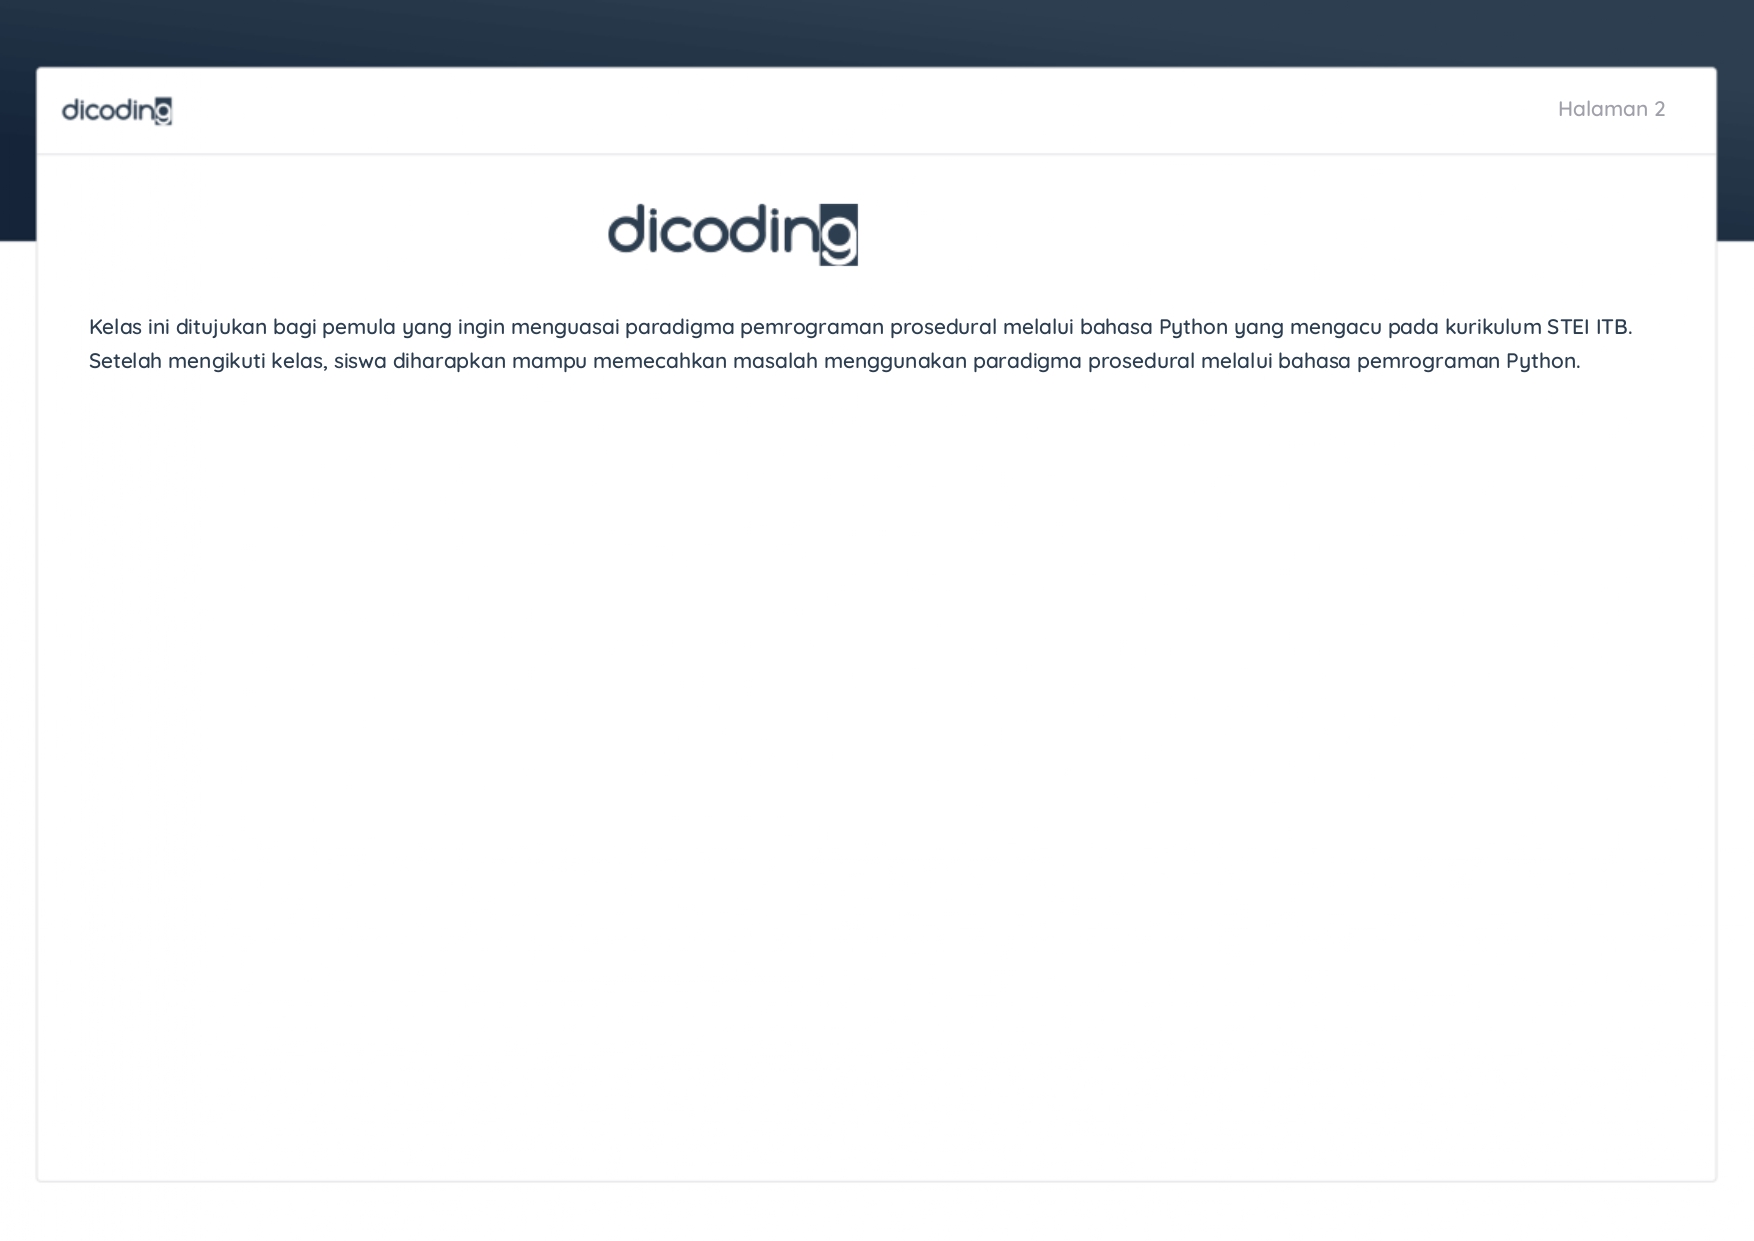 dicoding
Halaman 2
dicoding
Kelas ini ditujukan bagi pemula yang ingin menguasai paradigma pemrograman prosedural melalui bahasa Python yang mengacu pada kurikulum STEI ITB.
Setelah mengikuti kelas, siswa diharapkan mampu memecahkan masalah menggunakan paradigma prosedural melalui bahasa pemrograman Python.